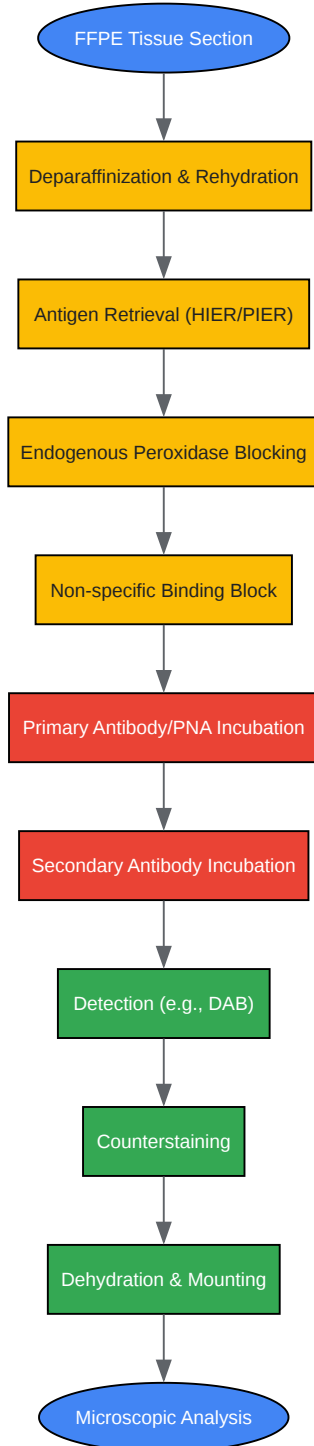 FFPE Tissue Section
Deparaffinization & Rehydration
Antigen Retrieval (HIER/PIER)
Endogenous Peroxidase Blocking
Non-specific Binding Block
Primary Antibody/PNA Incubation
Secondary Antibody Incubation
Detection (e.g., DAB)
Counterstaining
Dehydration & Mounting
Microscopic Analysis